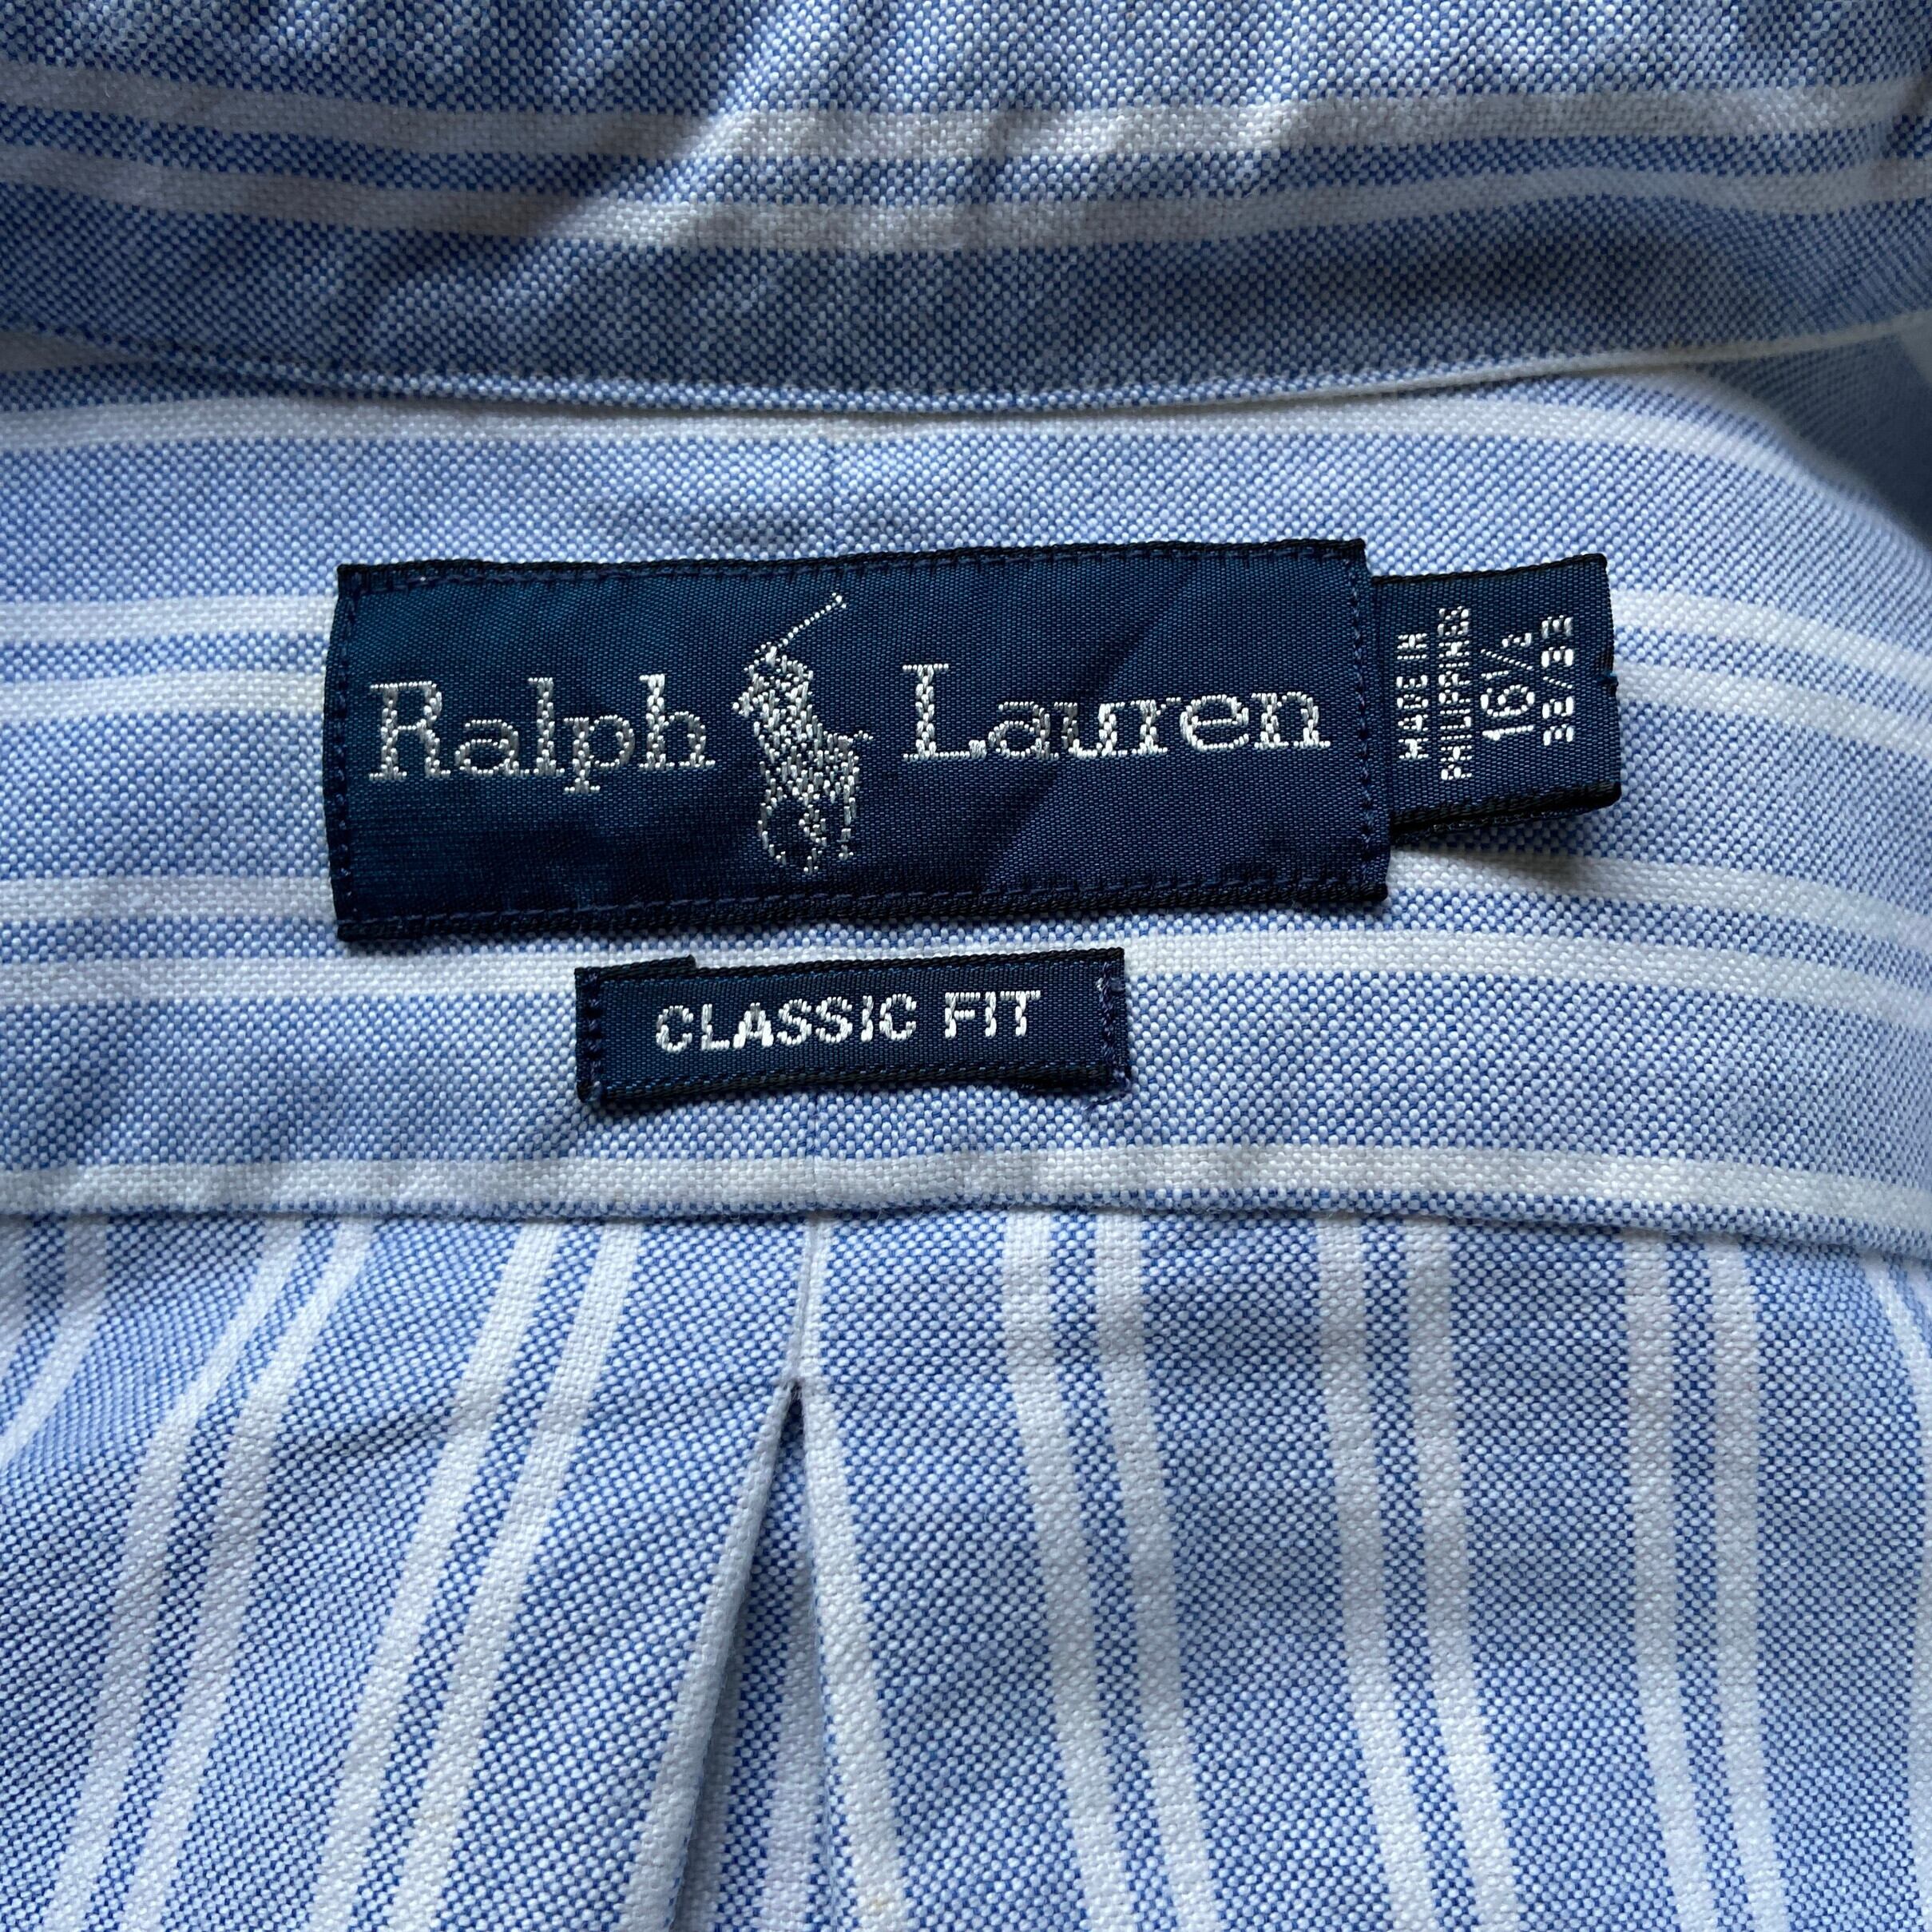 Ralph Lauren
MADE IN
PHILIPPINES
16½
32/33
CLASSIC FIT